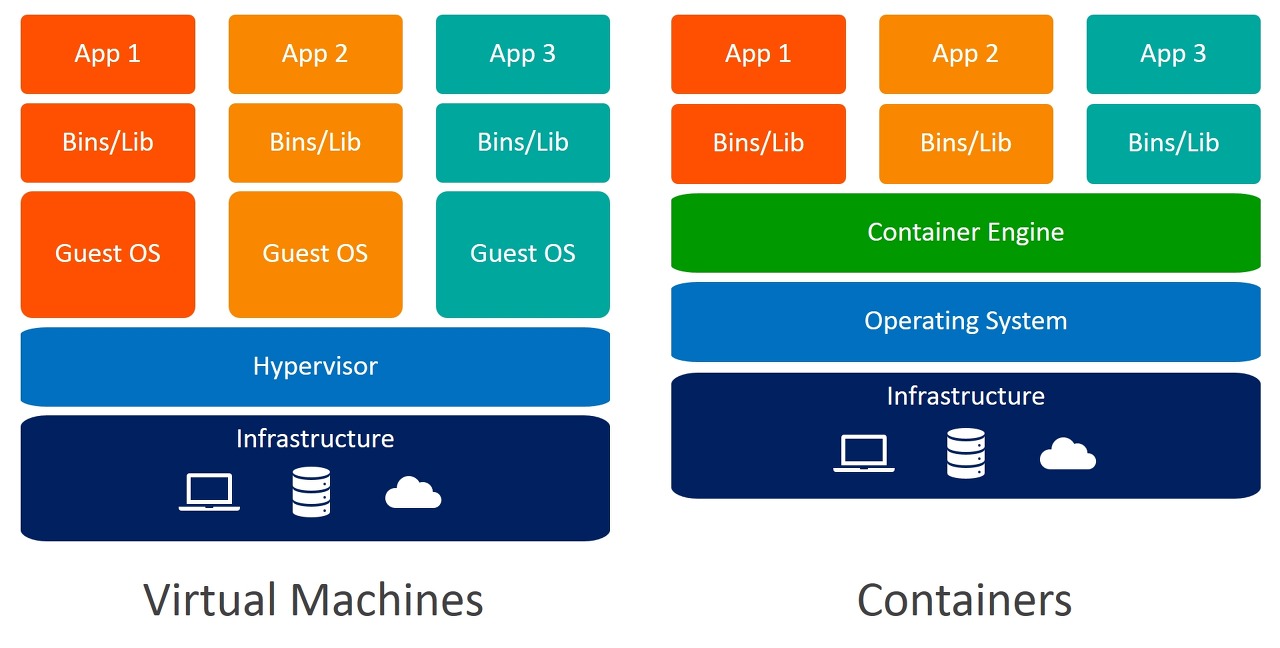 App 1
App 2
App 3
Bins/Lib
Bins/Lib
Bins/Lib
Guest OS
Guest OS
Guest OS
Hypervisor
Infrastructure
Virtual Machines
App 1
App 2
App 3
Bins/Lib
Bins/Lib
Bins/Lib
Container Engine
Operating System
Infrastructure
Containers